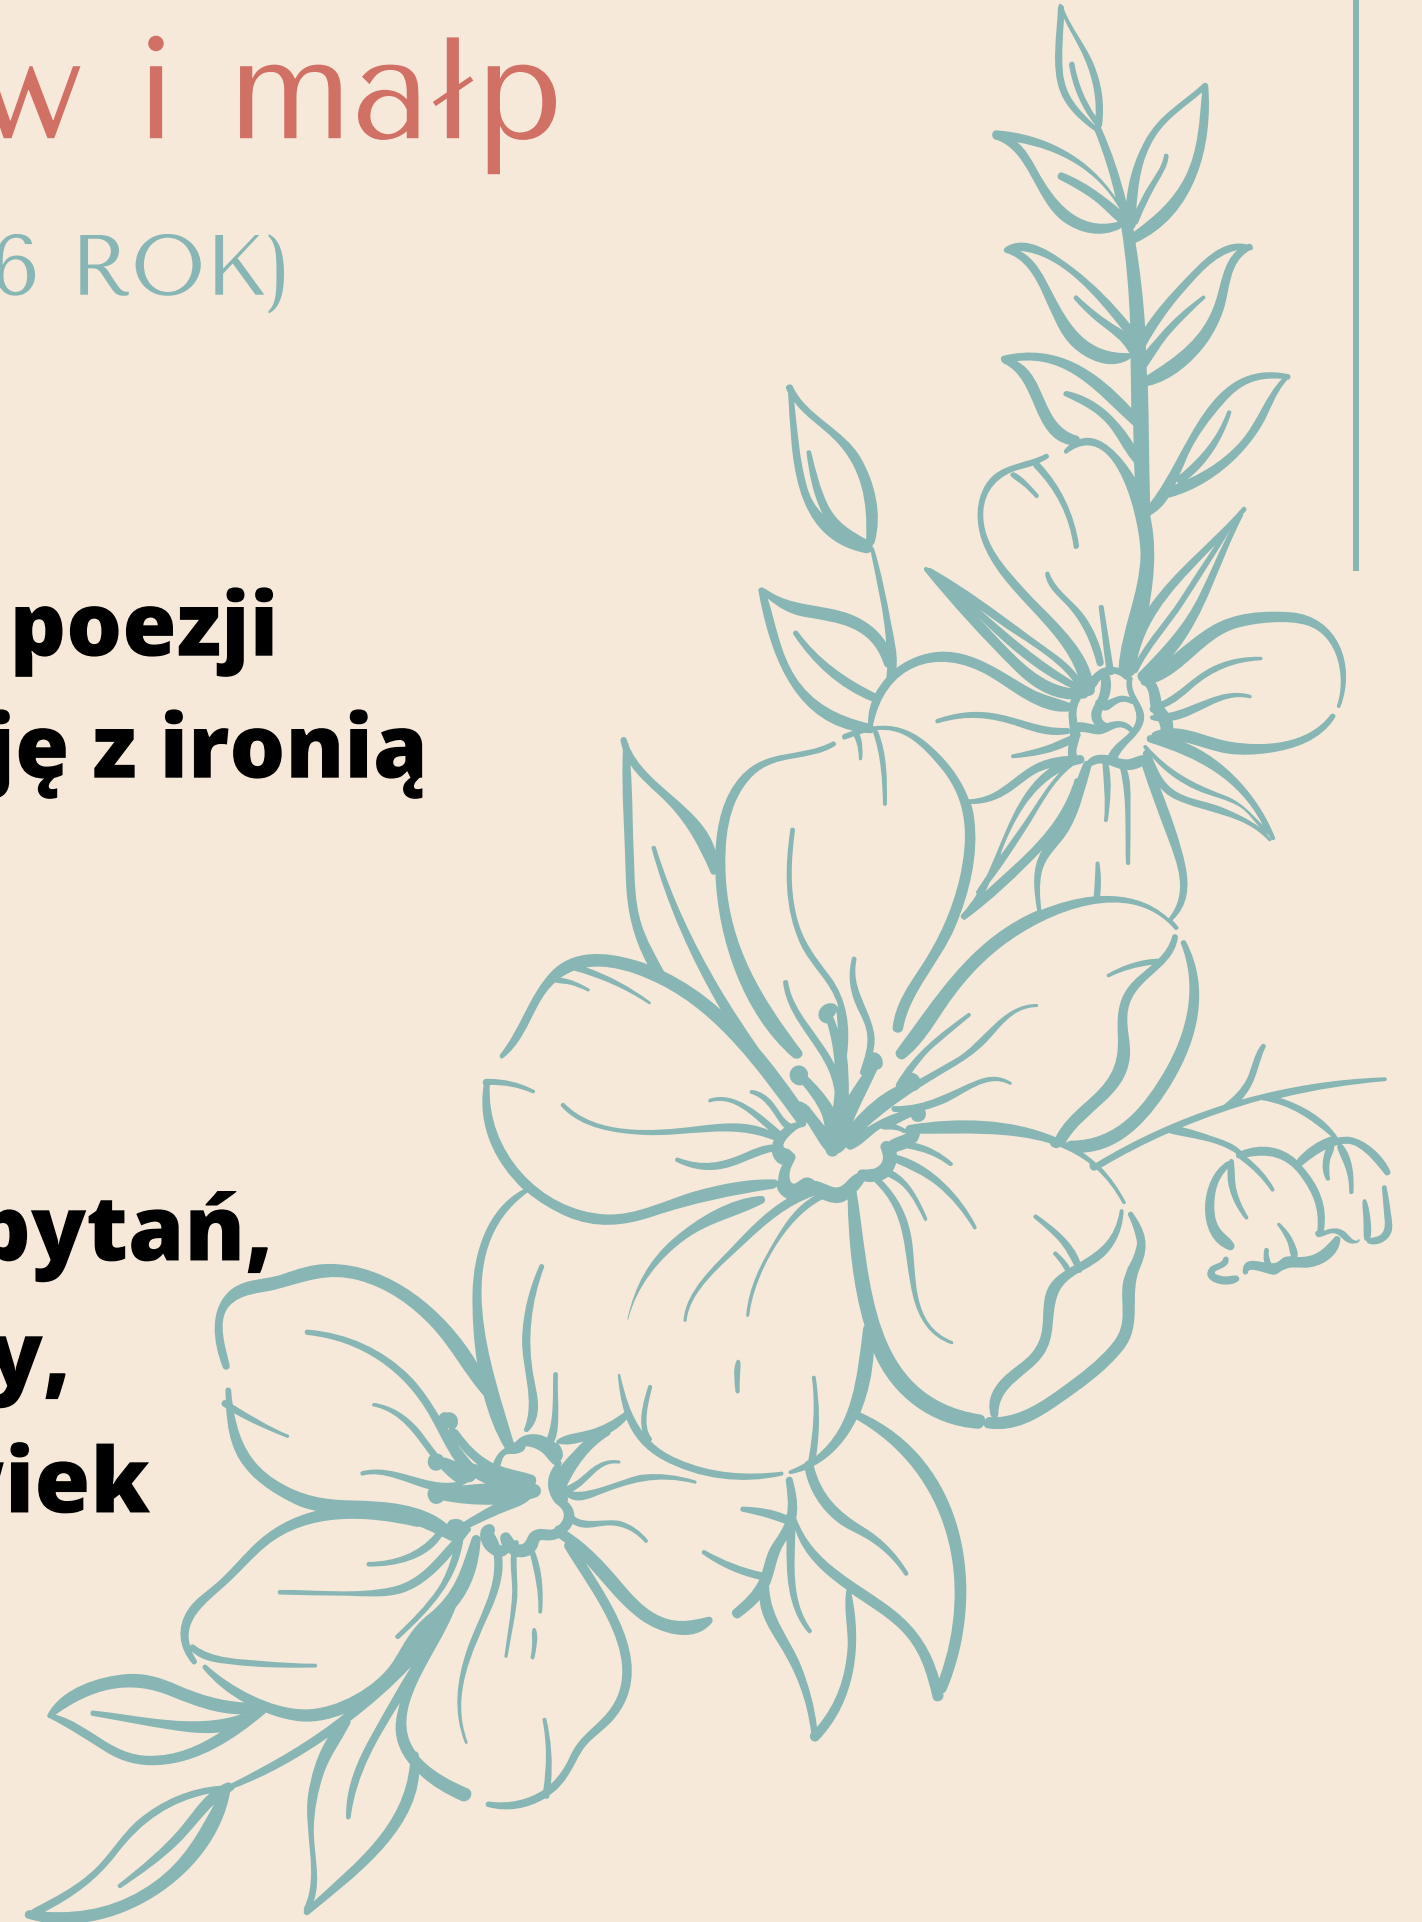 w i małp
6 ROK)
poezji
ję z ironią
pytań,
y,
wiek